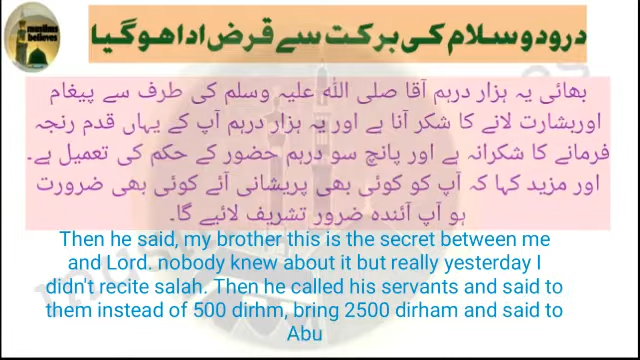 muslims
believes
درود و سلام کی برکت سے قرض ادا ھو گیا
بھائی یہ ہزار درہم آقا صلی اللہ علیہ وسلم کی طرف سے پیغام
اوربشارت لانے کا شکر آنا ہے اور یہ ہزار درہم آپ کے یہاں قدم رنجہ
فرمانے کا شکرانہ ہے اور پانچ سو درہم حضور کے حکم کی تعمیل ہے۔
اور مزید کہا کہ آپ کو کوئی بھی پریشانی آئے کوئی بھی ضرورت
ہو آپ آئندہ ضرور تشریف لائیے گا۔
Then he said, my brother this is the secret between me
and Lord. nobody knew about it but really yesterday I
didn't recite salah. Then he called his servants and said to
them instead of 500 dirhm, bring 2500 dirham and said to
Abu